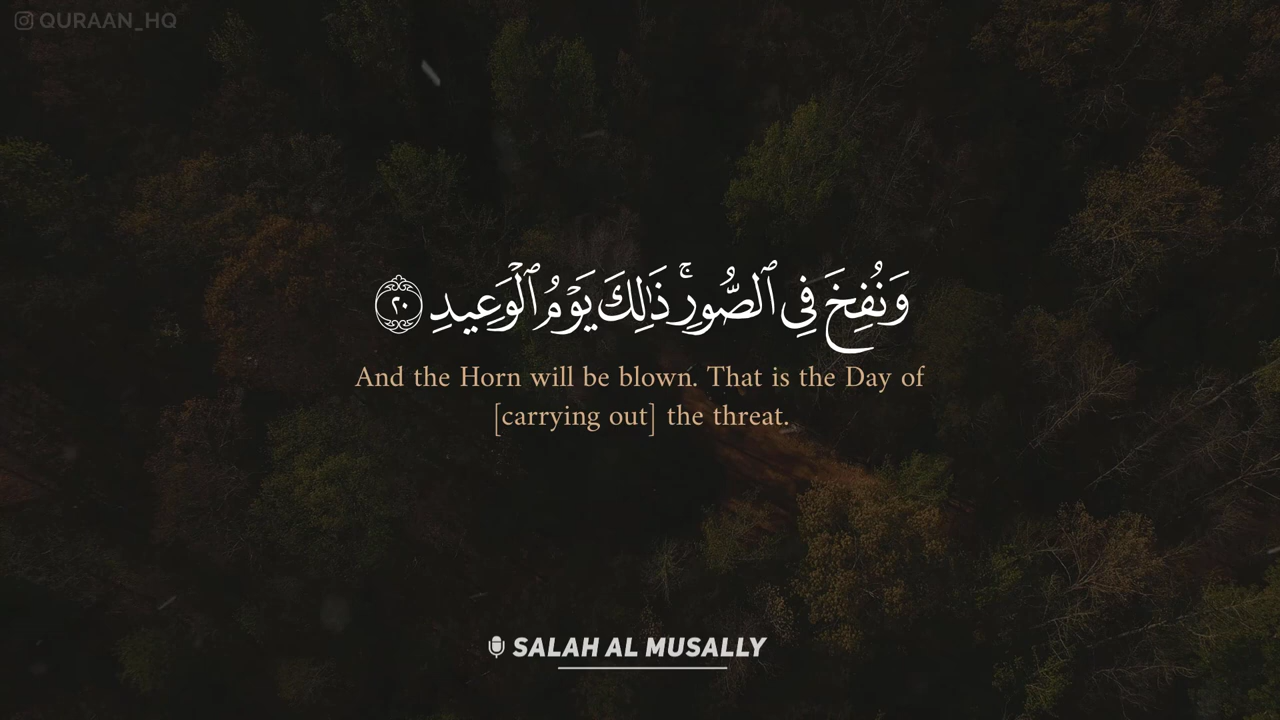 QURAAN_HQ
وَنُفِخَ فِى ٱلصُّورِ ۚ ذَٰلِكَ يَوْمُ ٱلْوَعِيدِ ٢٠
And the Horn will be blown. That is the Day of
[carrying out] the threat.
SALAH AL MUSALLY